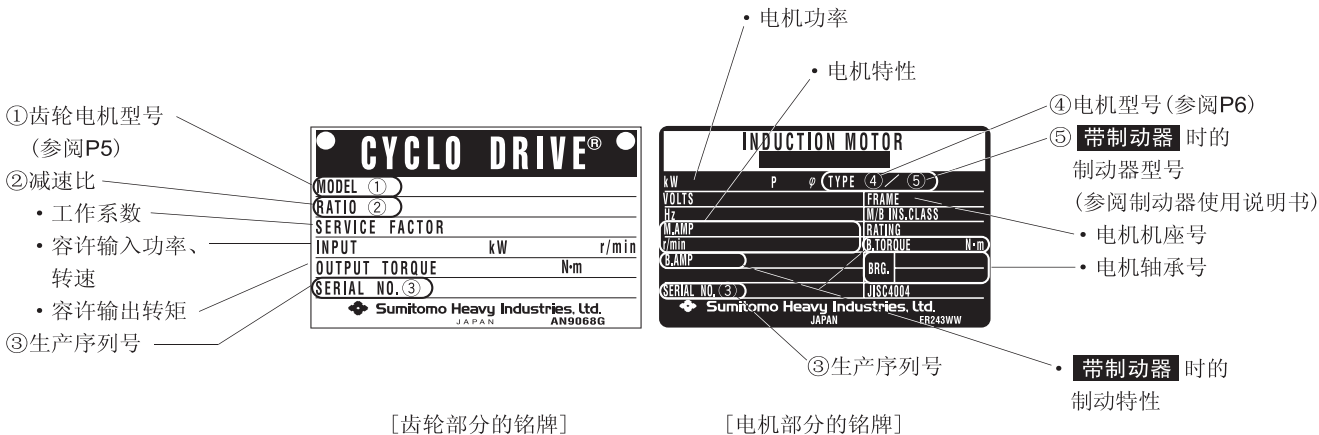 • 电机功率
• 电机特性
①齿轮电机型号
(参阅P5)
②减速比
• 工作系数
• 容许输入功率、
转速
• 容许输出转矩
③生产序列号
CYCLO DRIVE®
MODEL ①
RATIO ②
SERVICE FACTOR
INPUT kW r/min
OUTPUT TORQUE N·m
SERIAL NO.③
Sumitomo Heavy Industries, Ltd.
JAPAN AN9068G
[齿轮部分的铭牌]
INDUCTION MOTOR
kW P φ TYPE ④ / ⑤
VOLTS FRAME
Hz M/B INS.CLASS
M.AMP RATING
r/min B.TORQUE N·m
B.AMP BRG.
SERIAL NO.③ JISC4004
Sumitomo Heavy Industries, Ltd.
JAPAN ER243WW
[电机部分的铭牌]
④电机型号(参阅P6)
⑤ 带制动器 时的
制动器型号
(参阅制动器使用说明书)
• 电机机座号
• 电机轴承号
③生产序列号
• 带制动器 时的
制动特性